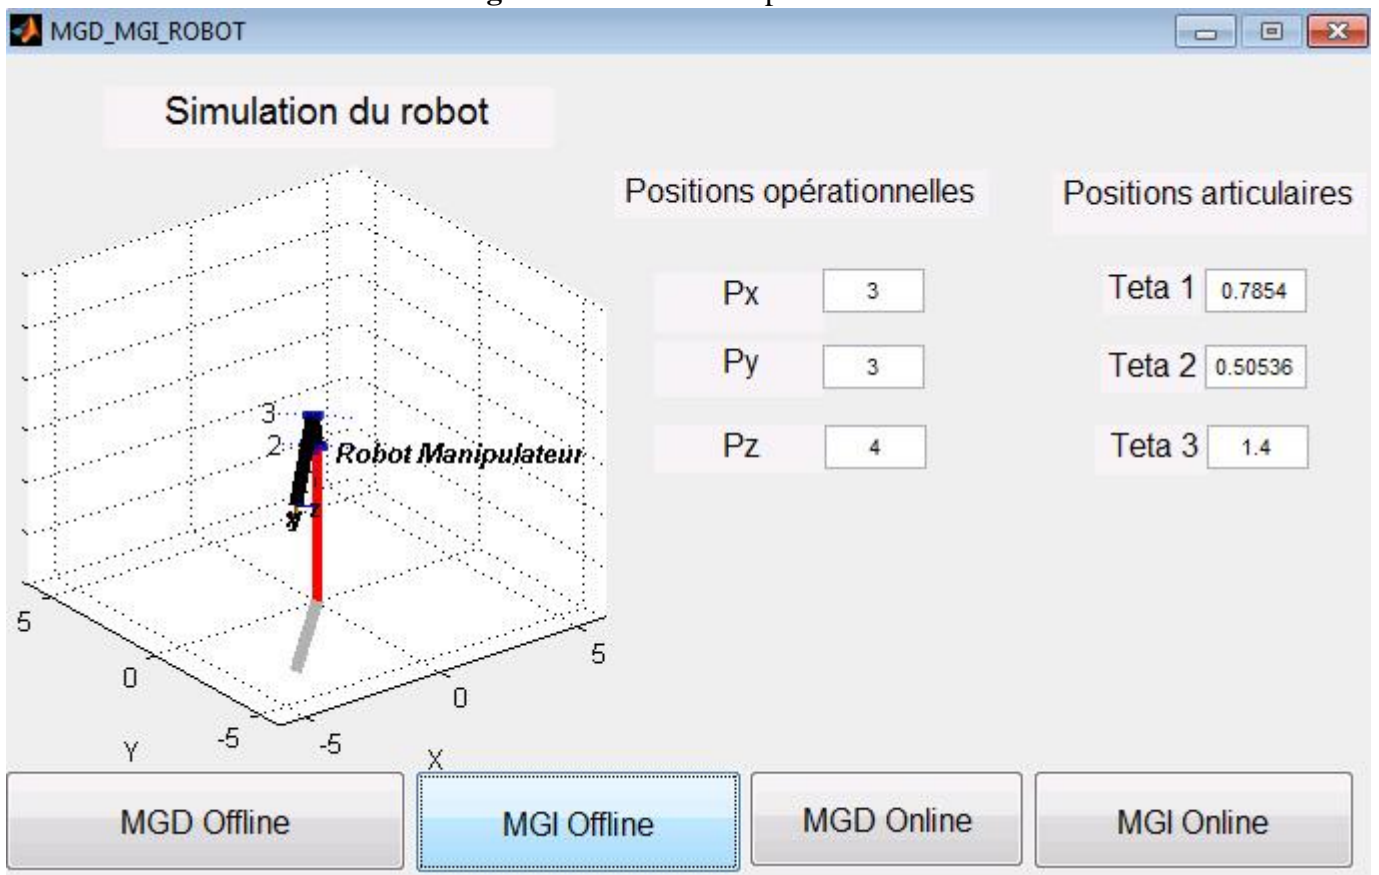 MGD_MGI_ROBOT
Simulation du robot
Positions opérationnelles
Positions articulaires
Px 3
Teta 1 0.7854
Py 3
Teta 2 0.50536
Pz 4
Teta 3 1.4
3
2
Robot Manipulateur
1
z
y
5
0
-5
Y
-5
0
5
X
MGD Offline
MGI Offline
MGD Online
MGI Online